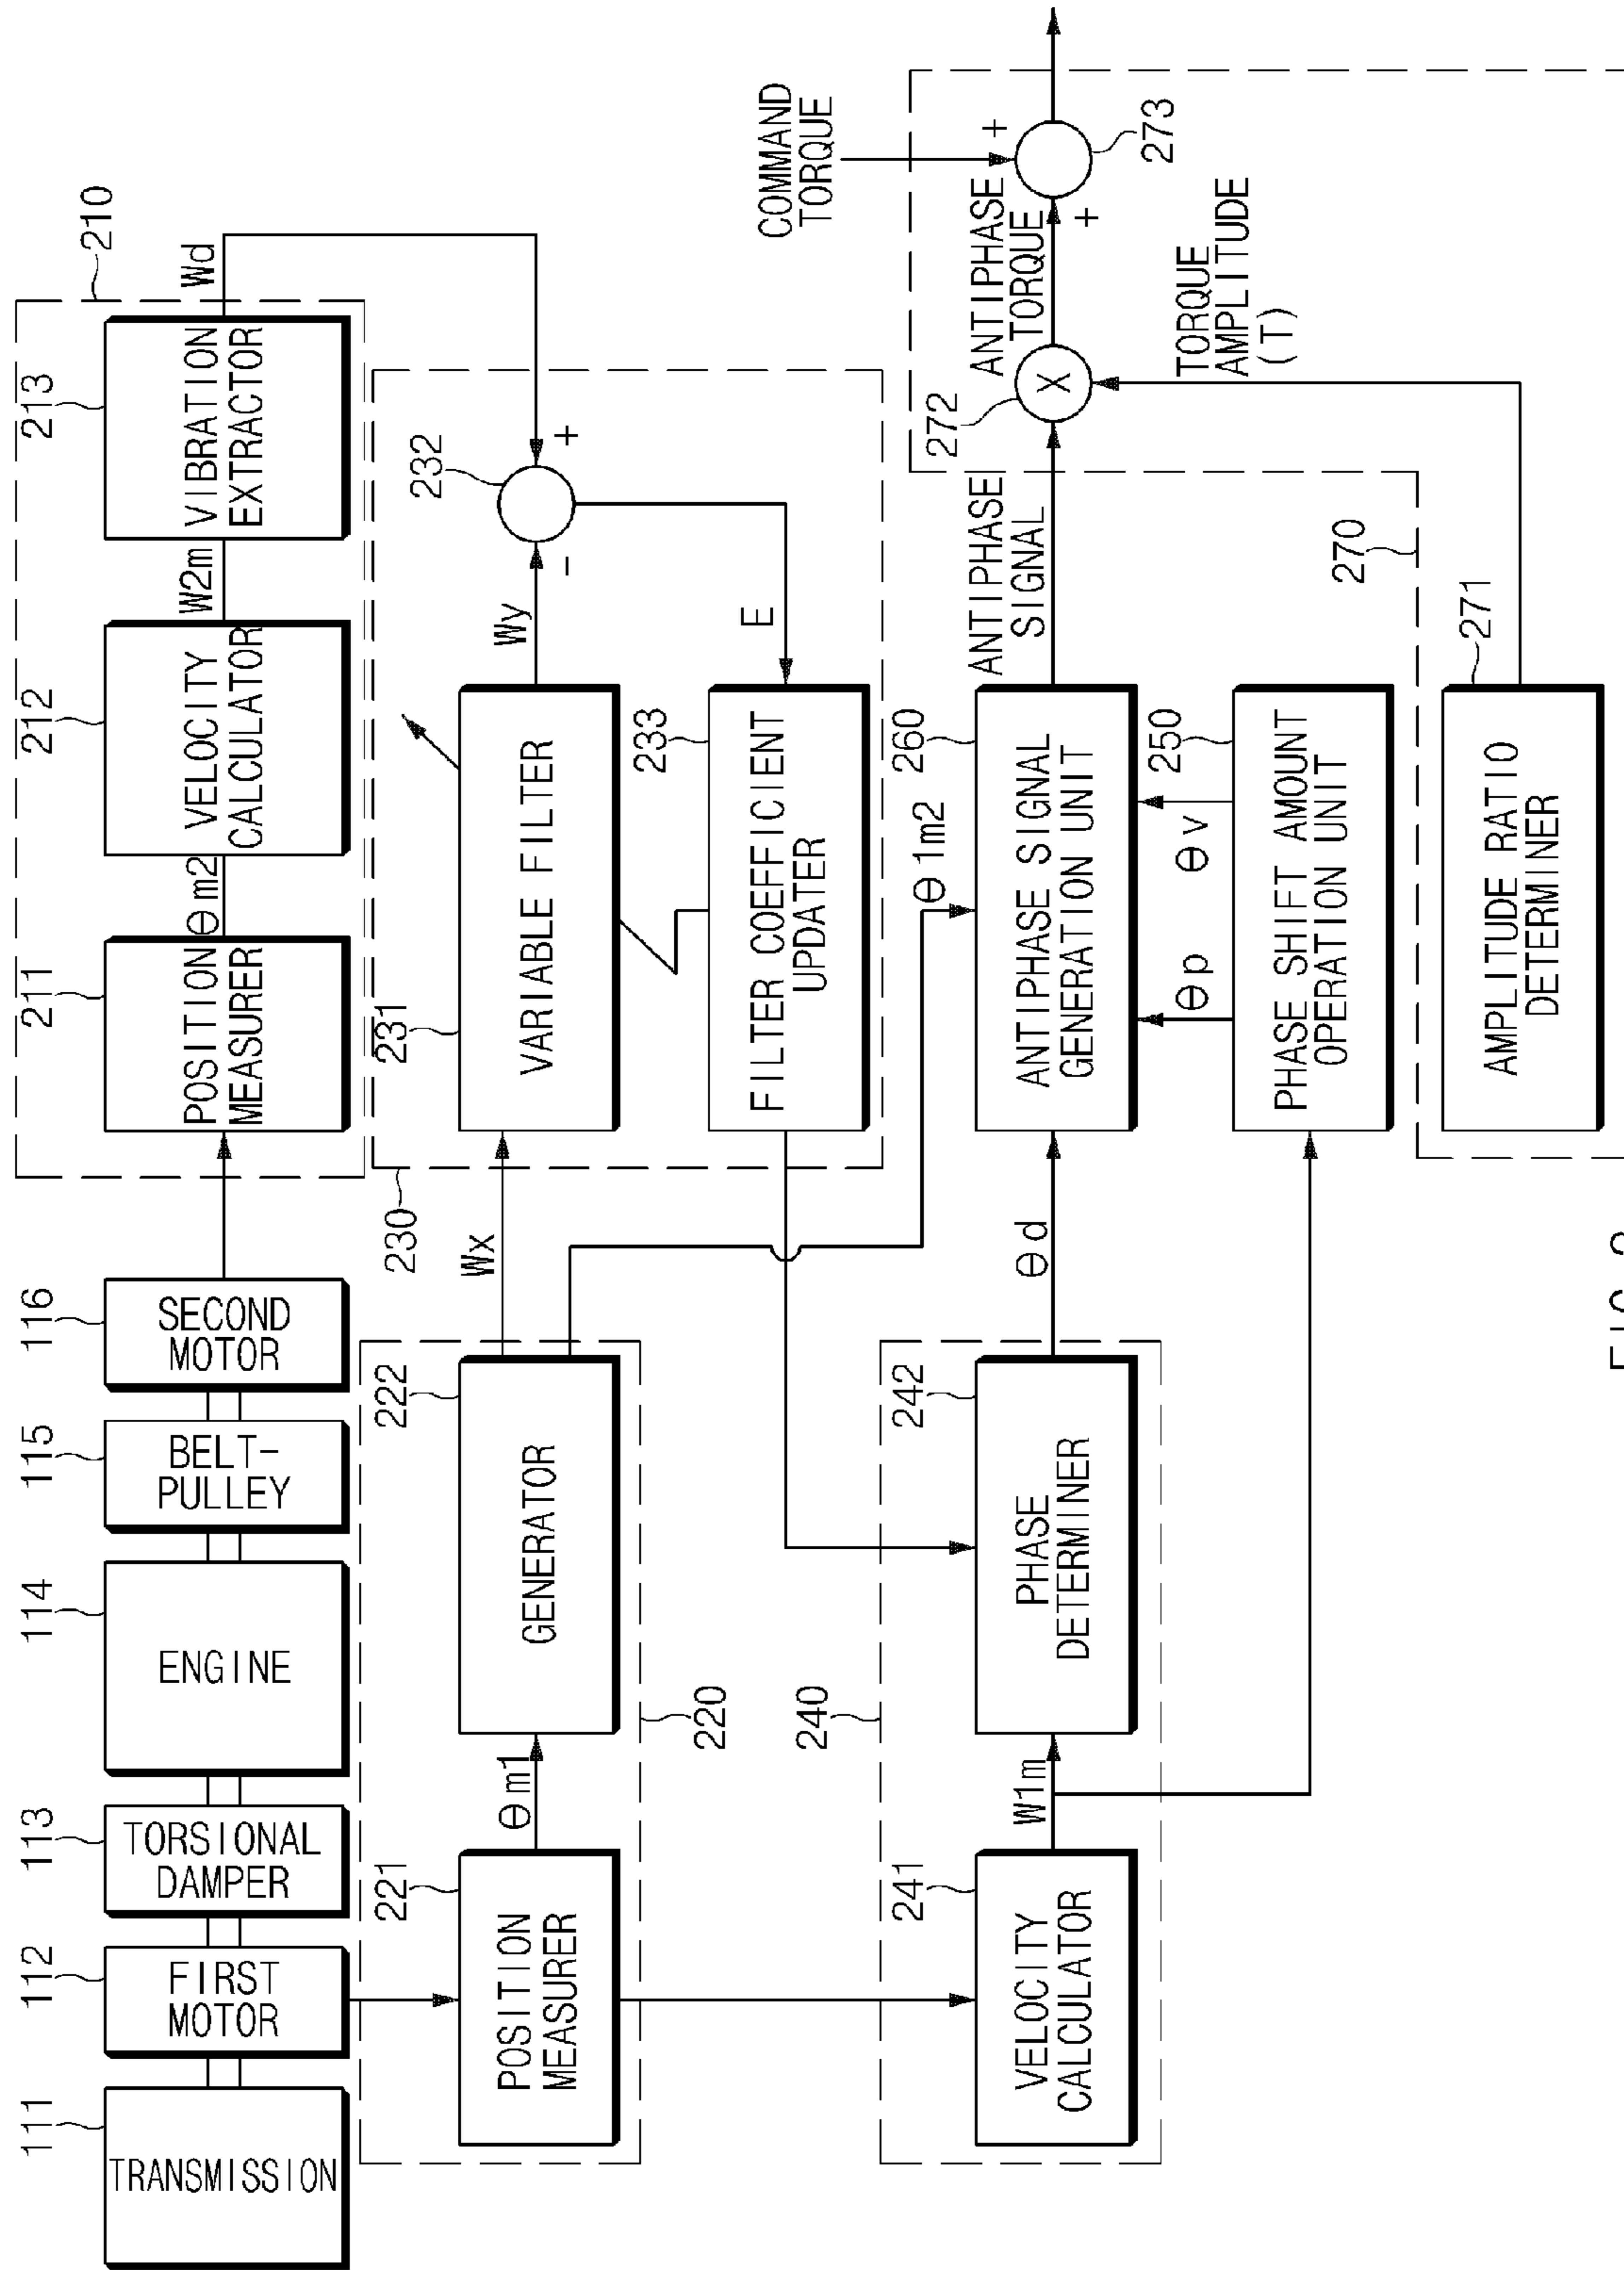 111
112
113
114
115
116
TRANSMISSION
FIRST
MOTOR
TORSIONAL
DAMPER
ENGINE
BELT-
PULLEY
SECOND
MOTOR
211
212
213
210
POSITION
MEASURER
Θm2
VELOCITY
CALCULATOR
W2m
VIBRATION
EXTRACTOR
Wd
221
222
POSITION
MEASURER
Θm1
GENERATOR
220
Wx
230
231
VARIABLE FILTER
Wy
232
-
+
E
233
FILTER COEFFICIENT
UPDATER
240
241
242
VELOCITY
CALCULATOR
W1m
PHASE
DETERMINER
Θd
Θ1m2
260
ANTIPHASE SIGNAL
GENERATION UNIT
Θp
Θv
250
PHASE SHIFT AMOUNT
OPERATION UNIT
ANTIPHASE
SIGNAL
272
X
ANTIPHASE
TORQUE
COMMAND
TORQUE
+
+
273
TORQUE
AMPLITUDE
(T)
270
271
AMPLITUDE RATIO
DETERMINER